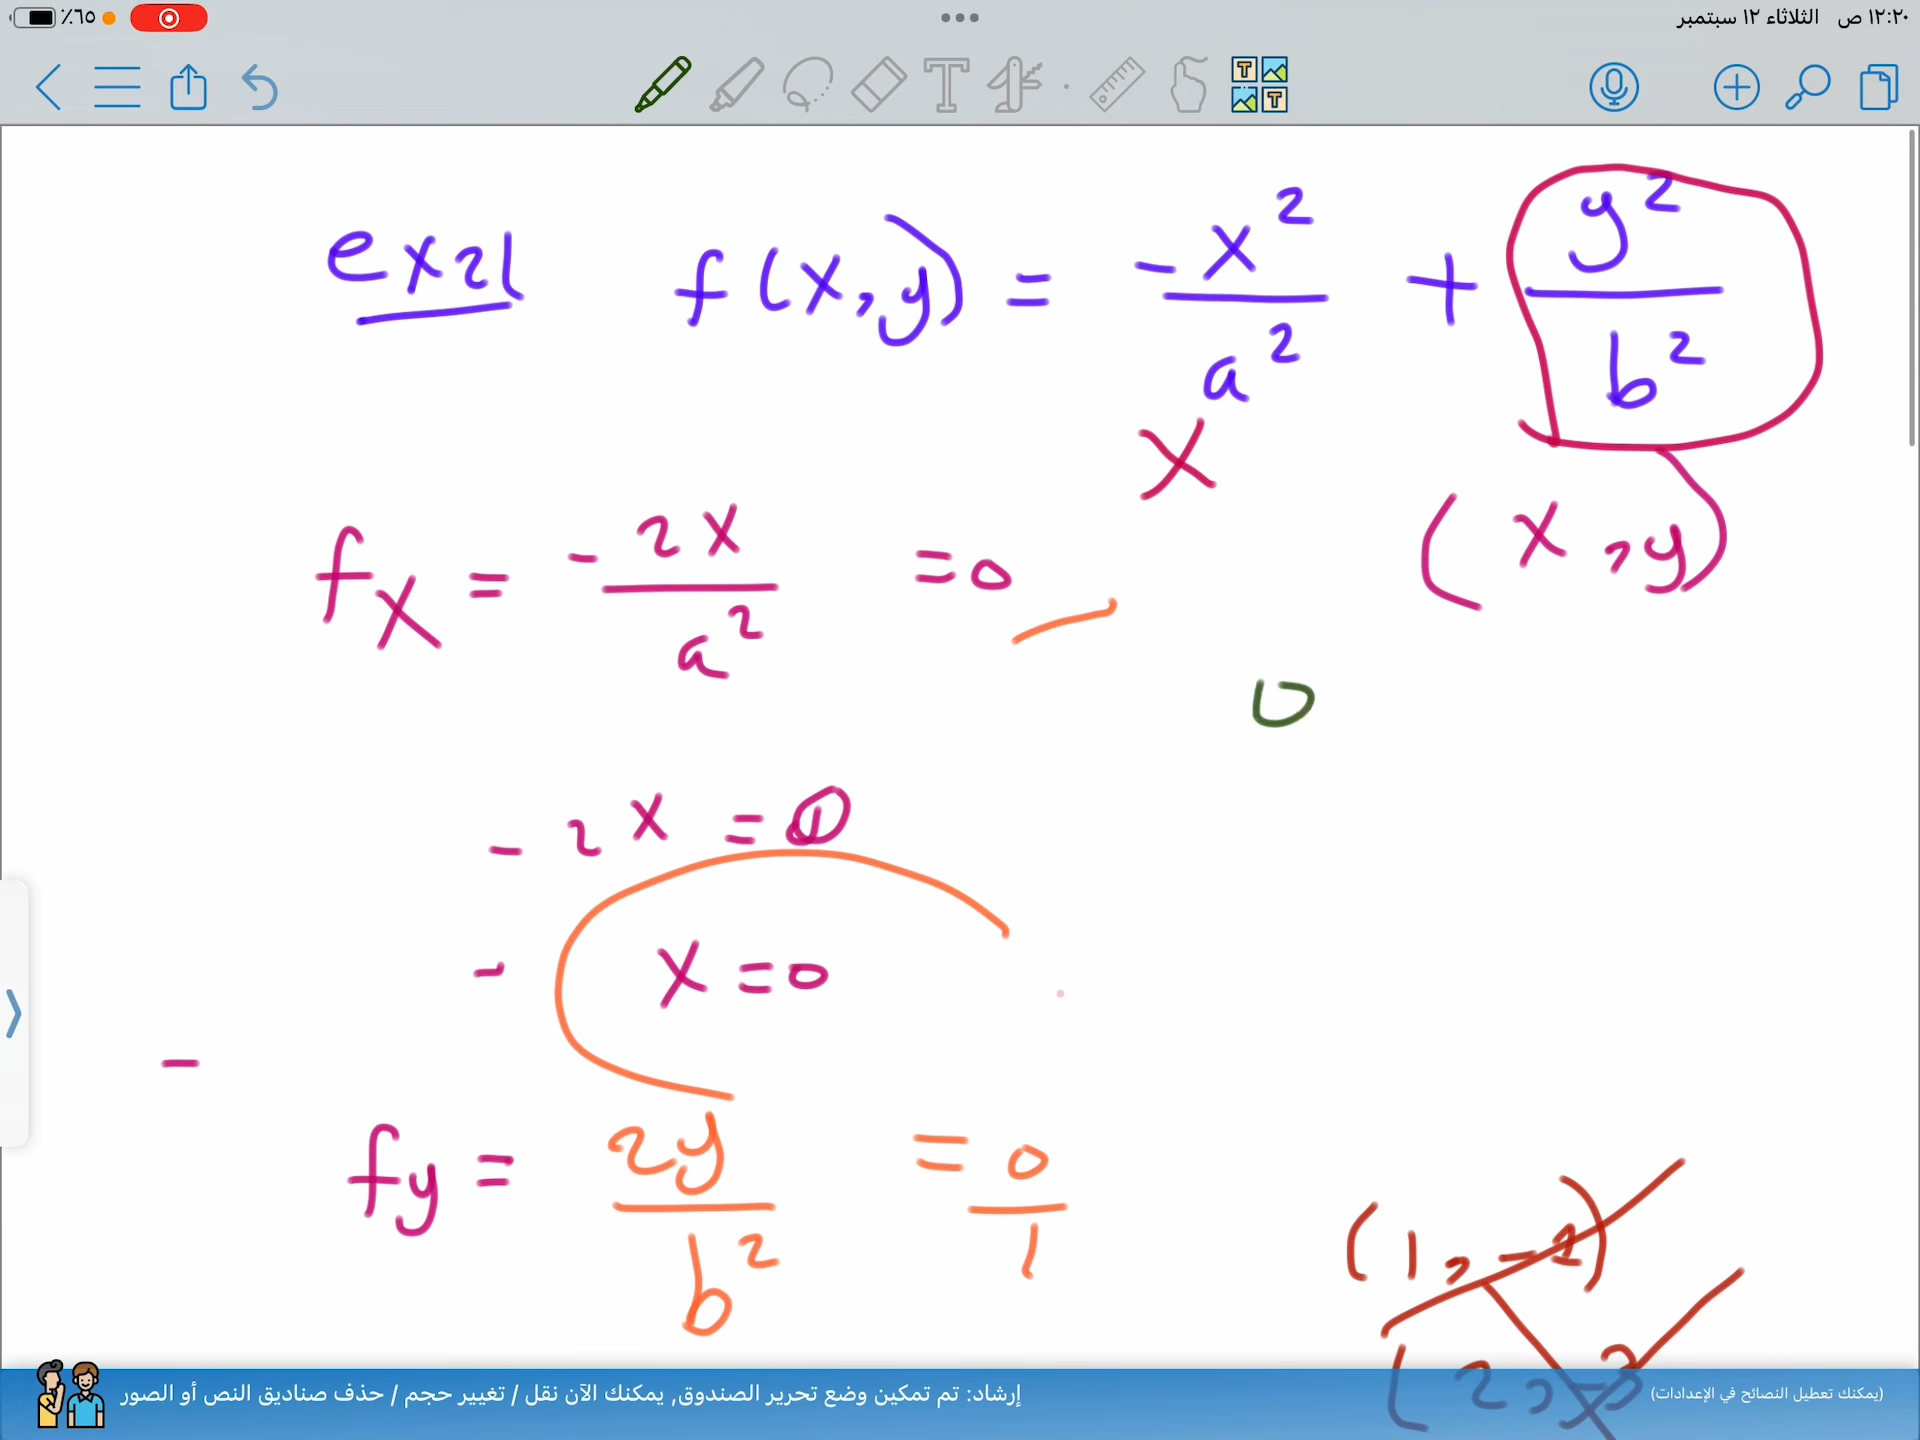 ٪٦٥ ١٢:٢٠ ص الثلاثاء ١٢ سبتمبر
ex2l f(x,y) = -x²/a² + y²/b²
x
(x,y)
fx = -2x/a² =0
0
- 2x =0
- x=0
-
fy = 2y/b² = 0/1
(1,-1)
(2,
إرشاد: تم تمكين وضع تحرير الصندوق, يمكنك الآن نقل / تغيير حجم / حذف صناديق النص أو الصور
(يمكنك تعطيل النصائح في الإعدادات)